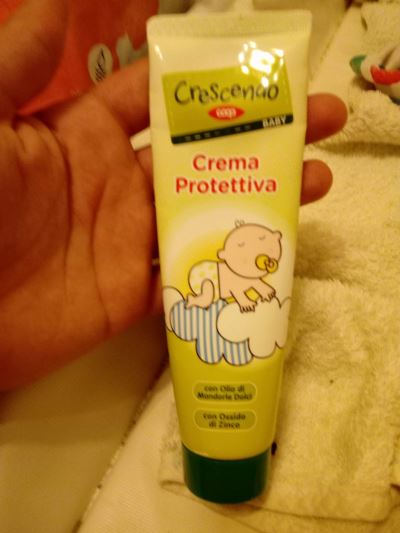 Crescendo
coop
BABY
Crema
Protettiva
con Olio di
Mandorle Dolci
con Ossido
di Zinco